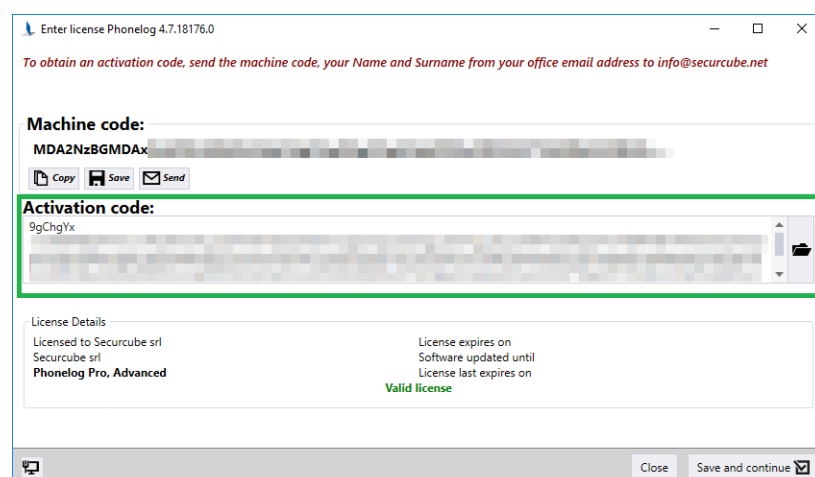 Enter license Phonelog 4.7.18176.0
To obtain an activation code, send the machine code, your Name and Surname from your office email address to info@securcube.net
Machine code:
MDA2NzBGMDAx
Copy Save Send
Activation code:
9gChgYx
License Details
Licensed to Securcube srl License expires on
Securcube srl Software updated until
Phonelog Pro, Advanced License last expires on
Valid license
Close Save and continue